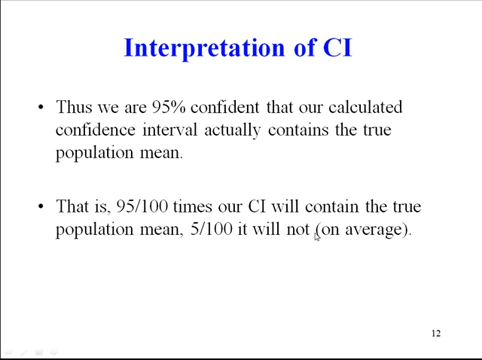 Interpretation of CI
• Thus we are 95% confident that our calculated
confidence interval actually contains the true
population mean.
• That is, 95/100 times our CI will contain the true
population mean, 5/100 it will not (on average).
12